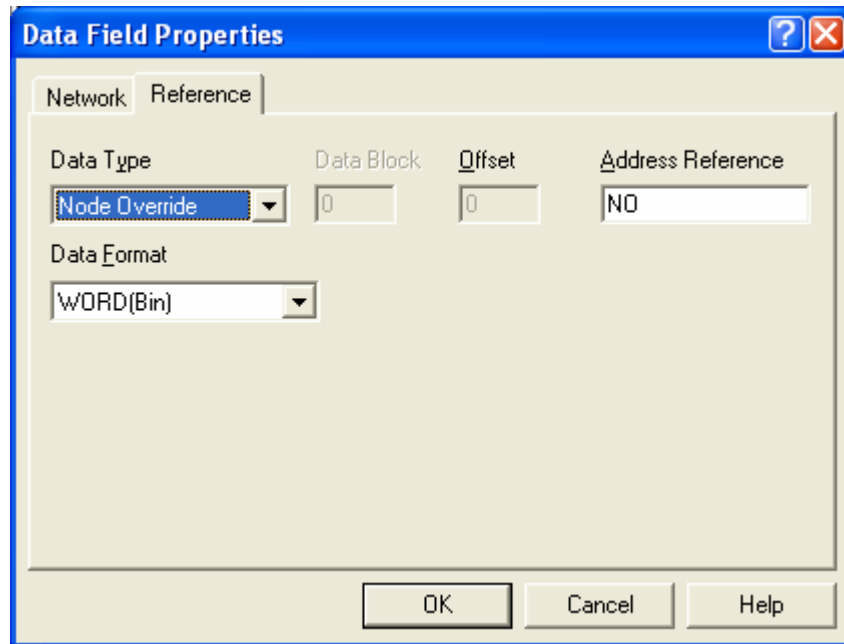 Data Field Properties
Network Reference
Data Type Data Block Offset Address Reference
Node Override 0 0 NO
Data Format
WORD(Bin)
OK Cancel Help